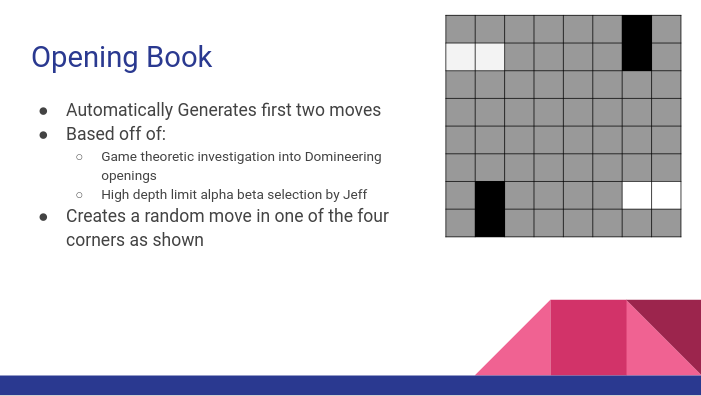 Opening Book
● Automatically Generates first two moves
● Based off of:
○ Game theoretic investigation into Domineering
openings
○ High depth limit alpha beta selection by Jeff
● Creates a random move in one of the four
corners as shown